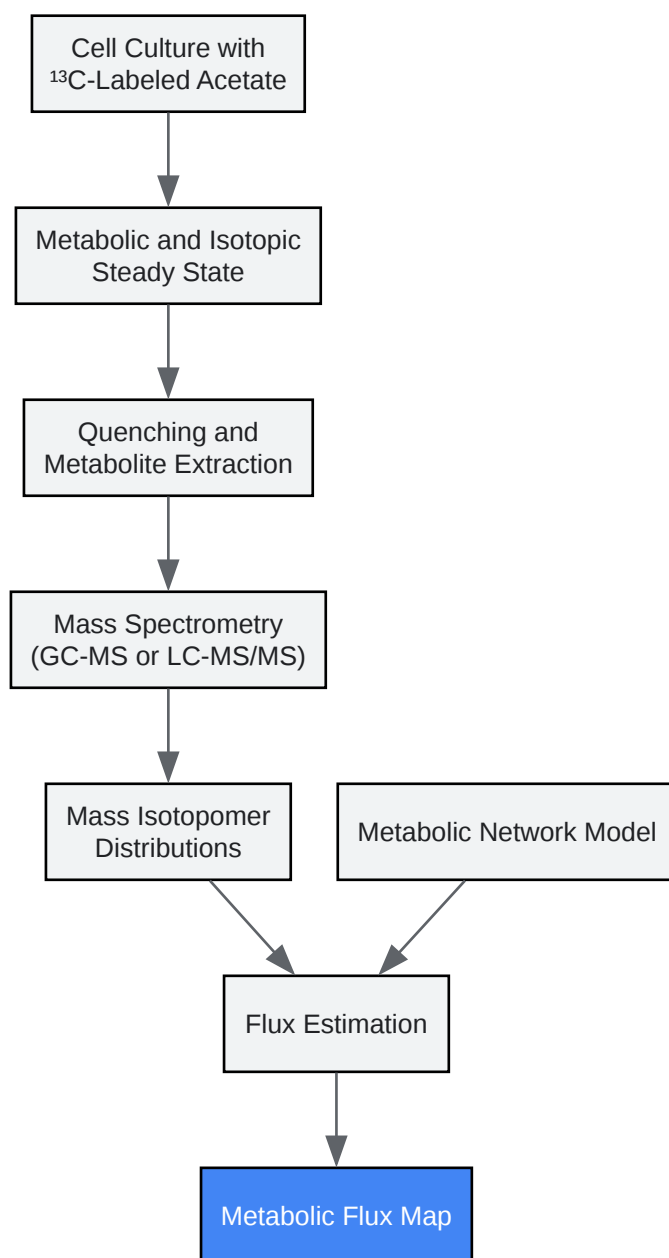 Cell Culture with
¹³C-Labeled Acetate
Metabolic and Isotopic
Steady State
Quenching and
Metabolite Extraction
Mass Spectrometry
(GC-MS or LC-MS/MS)
Mass Isotopomer
Distributions
Metabolic Network Model
Flux Estimation
Metabolic Flux Map